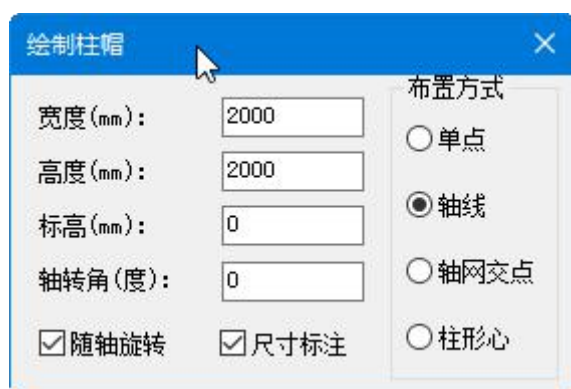 绘制柱帽
宽度(mm): 2000
高度(mm): 2000
标高(mm): 0
轴转角(度): 0
随轴旋转 尺寸标注
布置方式
单点
轴线
轴网交点
柱形心